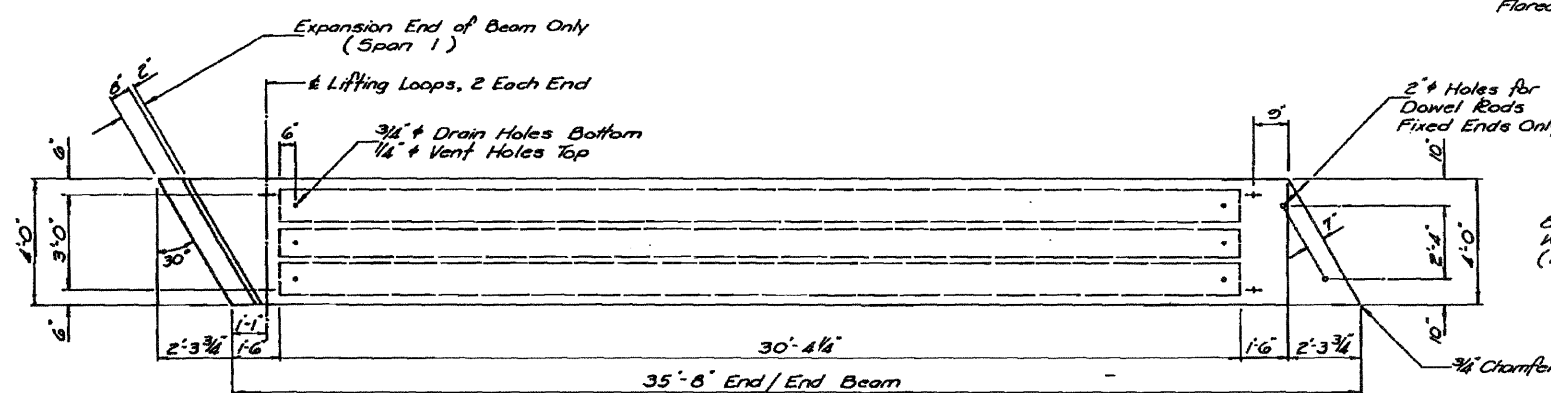 Flared
Expansion End of Beam Only
(Span 1)
8"
2"
℄ Lifting Loops, 2 Each End
2" ϕ Holes for
Dowel Rods
Fixed Ends Only
3/4" ϕ Drain Holes Bottom
1/4" ϕ Vent Holes Top
6"
9"
6"
10"
4'-0"
3'-0"
30°
7"
2'-4"
4'-0"
6"
10"
1'-1"
2'-3 3/4"
1'-6"
30'-4 1/4"
1'-6"
2'-3 3/4"
3/4" Chamfer
35'-8" End/End Beam